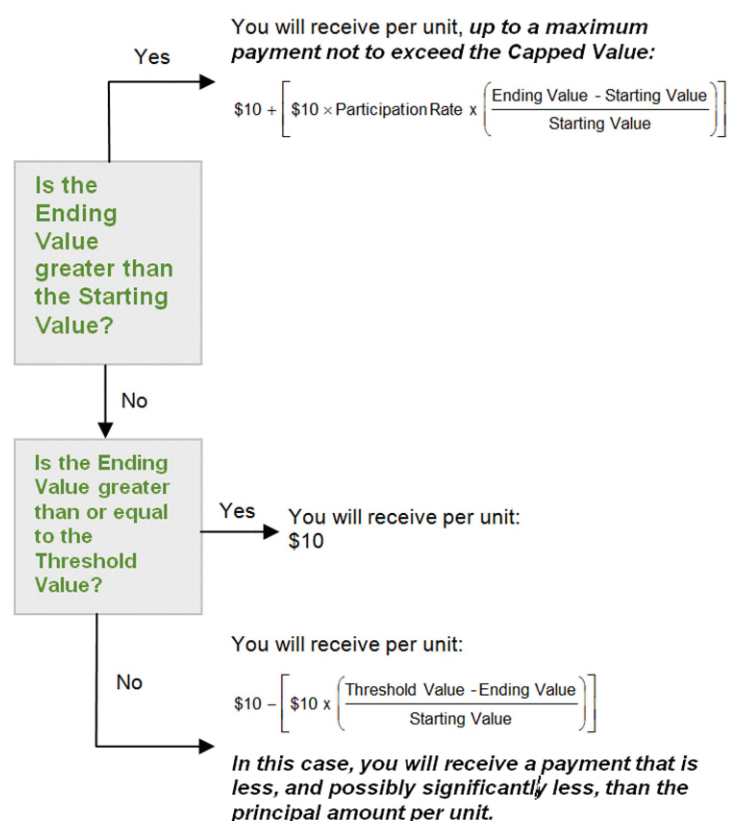 You will receive per unit, up to a maximum
payment not to exceed the Capped Value:
Yes
$10 + [ $10 × Participation Rate x ( Ending Value - Starting Value / Starting Value ) ]
Is the
Ending
Value
greater than
the Starting
Value?
No
Is the Ending
Value greater
than or equal
to the
Threshold
Value?
Yes
You will receive per unit:
$10
You will receive per unit:
No
$10 – [ $10 x ( Threshold Value - Ending Value / Starting Value ) ]
In this case, you will receive a payment that is
less, and possibly significantly less, than the
principal amount per unit.